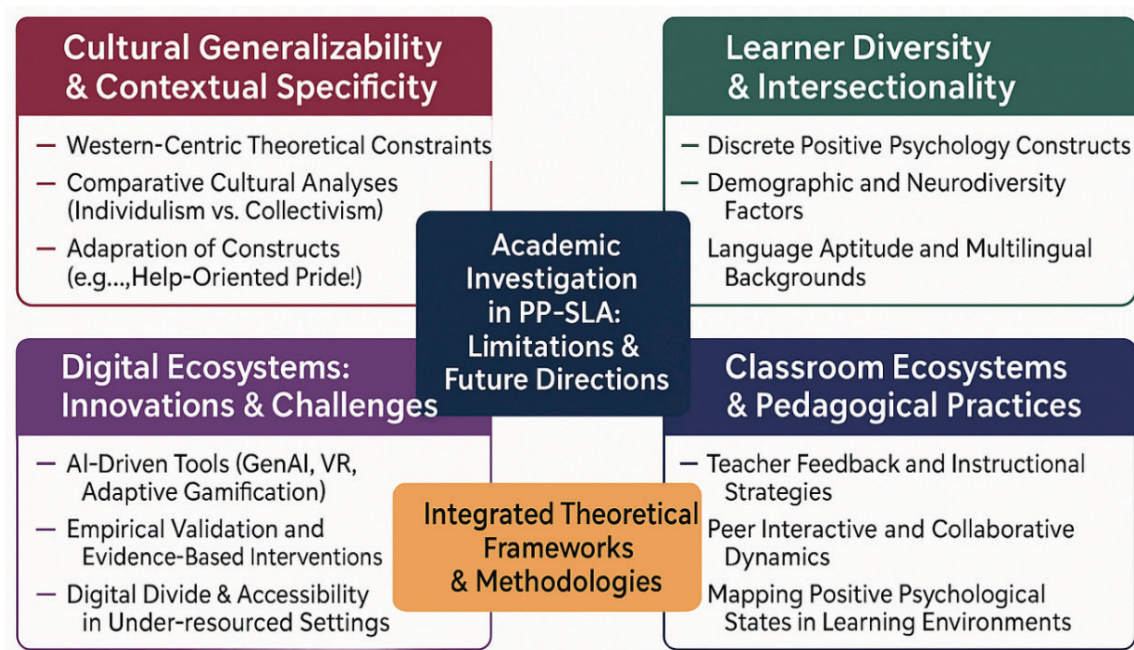 Cultural Generalizability
& Contextual Specificity
— Western-Centric Theoretical Constraints
— Comparative Cultural Analyses
(Individulism vs. Collectivism)
— Adapration of Constructs
(e.g...,Help-Oriented Pride!)
Learner Diversity
& Intersectionality
— Discrete Positive Psychology Constructs
— Demographic and Neurodiversity
Factors
Language Aptitude and Multilingual
Backgrounds
Academic
Investigation
in PP-SLA:
Limitations &
Future Directions
Digital Ecosystems:
Innovations & Challenges
— AI-Driven Tools (GenAI, VR,
Adaptive Gamification)
— Empirical Validation and
Evidence-Based Interventions
— Digital Divide & Accessibility
in Under-resourced Settings
Classroom Ecosystems
& Pedagogical Practices
— Teacher Feedback and Instructional
Strategies
Peer Interactive and Collaborative
Dynamics
Mapping Positive Psychological
States in Learning Environments
Integrated Theoretical
Frameworks
& Methodologies